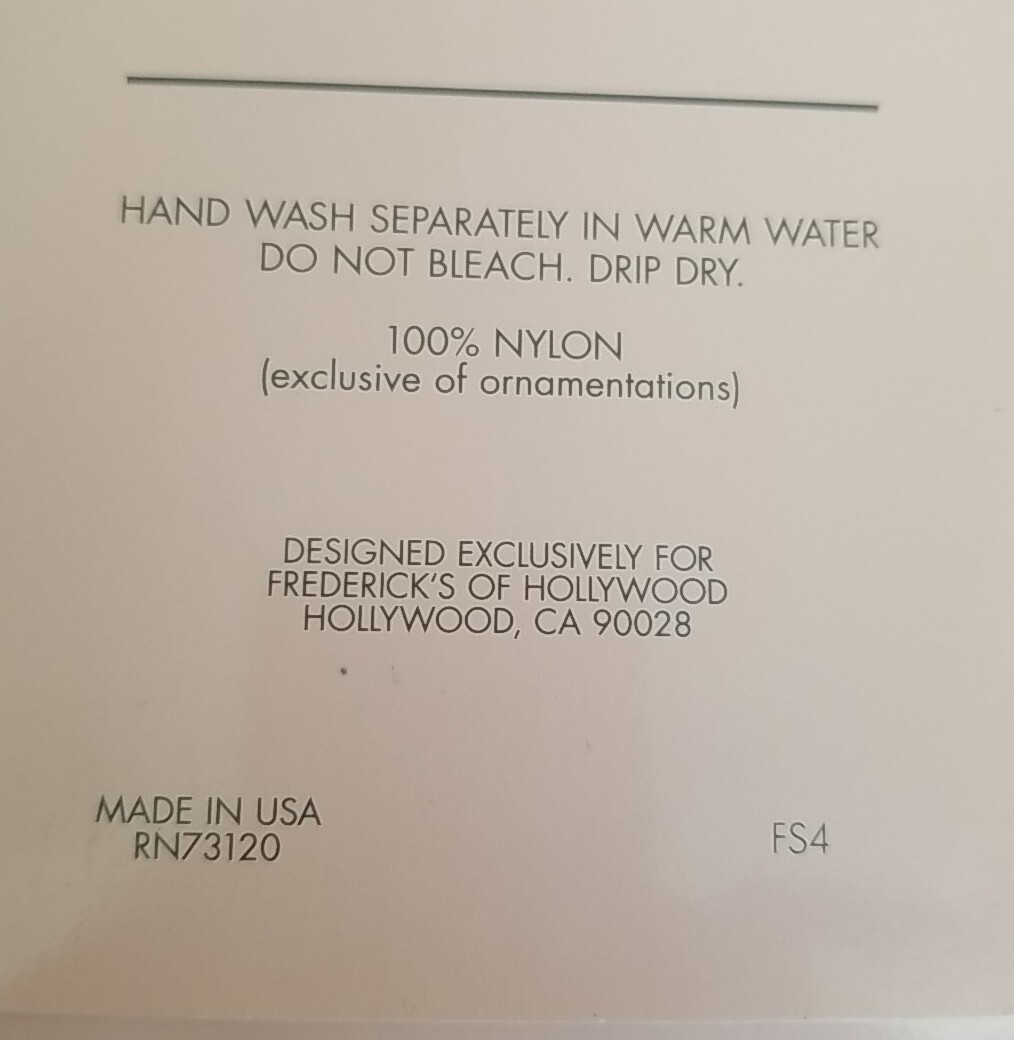 HAND WASH SEPARATELY IN WARM WATER
DO NOT BLEACH. DRIP DRY.
100% NYLON
(exclusive of ornamentations)
DESIGNED EXCLUSIVELY FOR
FREDERICK'S OF HOLLYWOOD
HOLLYWOOD, CA 90028
MADE IN USA
RN73120
FS4